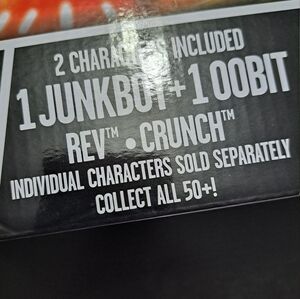 2 CHARACTERS INCLUDED
1 JUNKBOT + 1 OOBIT
REV™ • CRUNCH™
INDIVIDUAL CHARACTERS SOLD SEPARATELY
COLLECT ALL 50+!